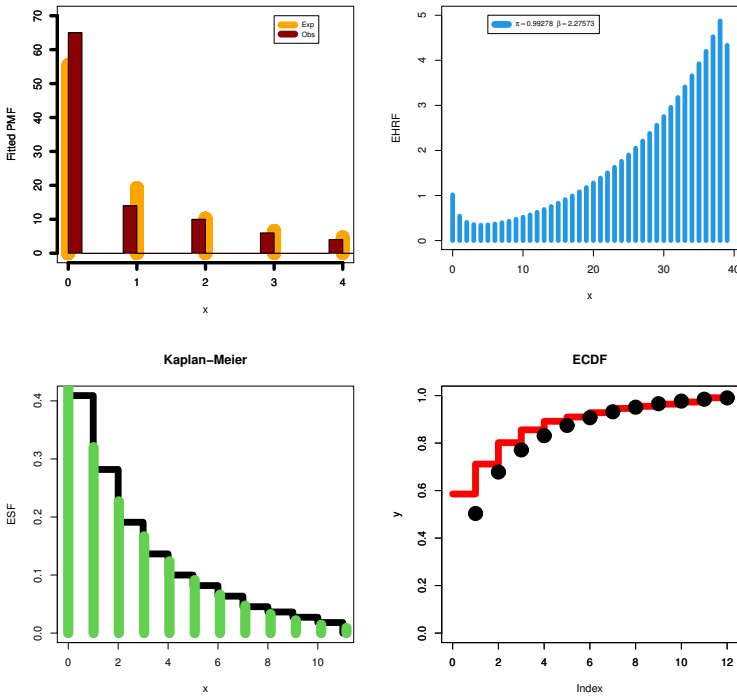 Exp
Obs
Fitted PMF
0 10 20 30 40 50 60 70
0 1 2 3 4
x
π−0.99278 β−2.27573
EHRF
0 1 2 3 4 5
0 10 20 30 40
x
Kaplan−Meier
ESF
0.0 0.1 0.2 0.3 0.4
0 2 4 6 8 10
x
ECDF
y
0.0 0.2 0.4 0.6 0.8 1.0
0 2 4 6 8 10 12
Index